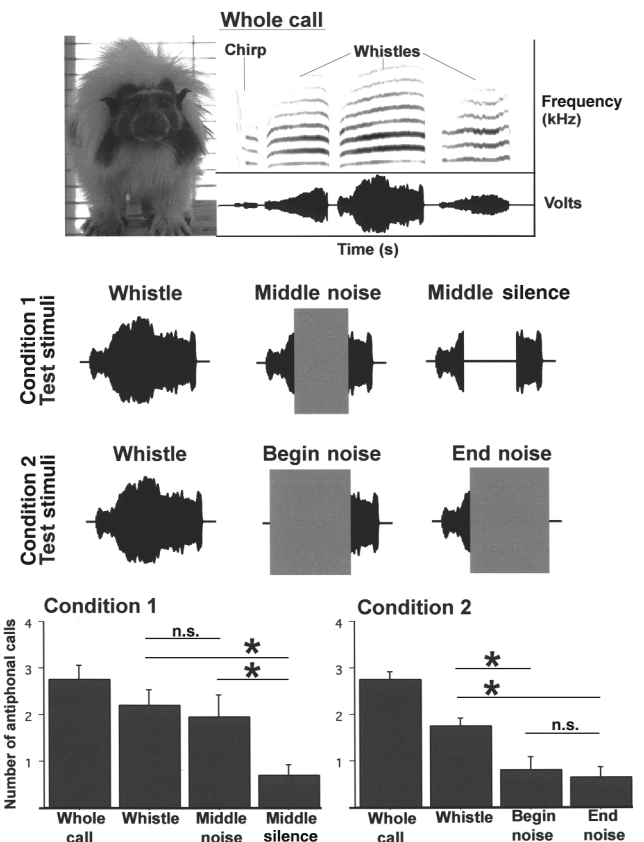 Whole call
Chirp
Whistles
Frequency
(kHz)
Volts
Time (s)
Condition 1
Test stimuli
Whistle
Middle noise
Middle silence
Condition 2
Test stimuli
Whistle
Begin noise
End noise
Condition 1
Number of antiphonal calls
4
3
2
1
n.s.
*
*
Whole call
Whistle
Middle noise
Middle silence
Condition 2
4
3
2
1
*
*
n.s.
Whole call
Whistle
Begin noise
End noise